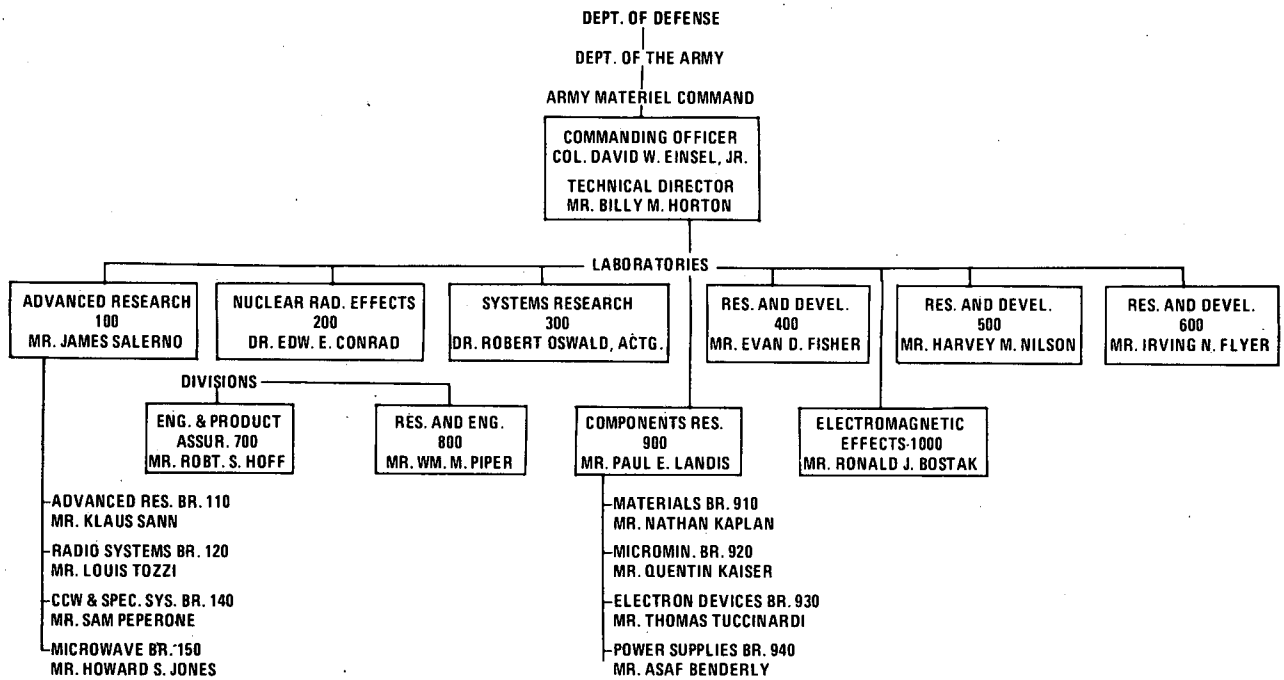 DEPT. OF DEFENSE
DEPT. OF THE ARMY
ARMY MATERIEL COMMAND
COMMANDING OFFICER
COL. DAVID W. EINSEL, JR.
TECHNICAL DIRECTOR
MR. BILLY M. HORTON
LABORATORIES
ADVANCED RESEARCH
100
MR. JAMES SALERNO
NUCLEAR RAD. EFFECTS
200
DR. EDW. E. CONRAD
SYSTEMS RESEARCH
300
DR. ROBERT OSWALD, ACTG.
RES. AND DEVEL.
400
MR. EVAN D. FISHER
RES. AND DEVEL.
500
MR. HARVEY M. NILSON
RES. AND DEVEL.
600
MR. IRVING N. FLYER
DIVISIONS
ENG. & PRODUCT
ASSUR. 700
MR. ROBT. S. HOFF
RES. AND ENG.
800
MR. WM. M. PIPER
COMPONENTS RES.
900
MR. PAUL E. LANDIS
ELECTROMAGNETIC
EFFECTS-1000
MR. RONALD J. BOSTAK
ADVANCED RES. BR. 110
MR. KLAUS SANN
RADIO SYSTEMS BR. 120
MR. LOUIS TOZZI
CCW & SPEC. SYS. BR. 140
MR. SAM PEPERONE
MICROWAVE BR. 150
MR. HOWARD S. JONES
MATERIALS BR. 910
MR. NATHAN KAPLAN
MICROMIN. BR. 920
MR. QUENTIN KAISER
ELECTRON DEVICES BR. 930
MR. THOMAS TUCCINARDI
POWER SUPPLIES BR. 940
MR. ASAF BENDERLY